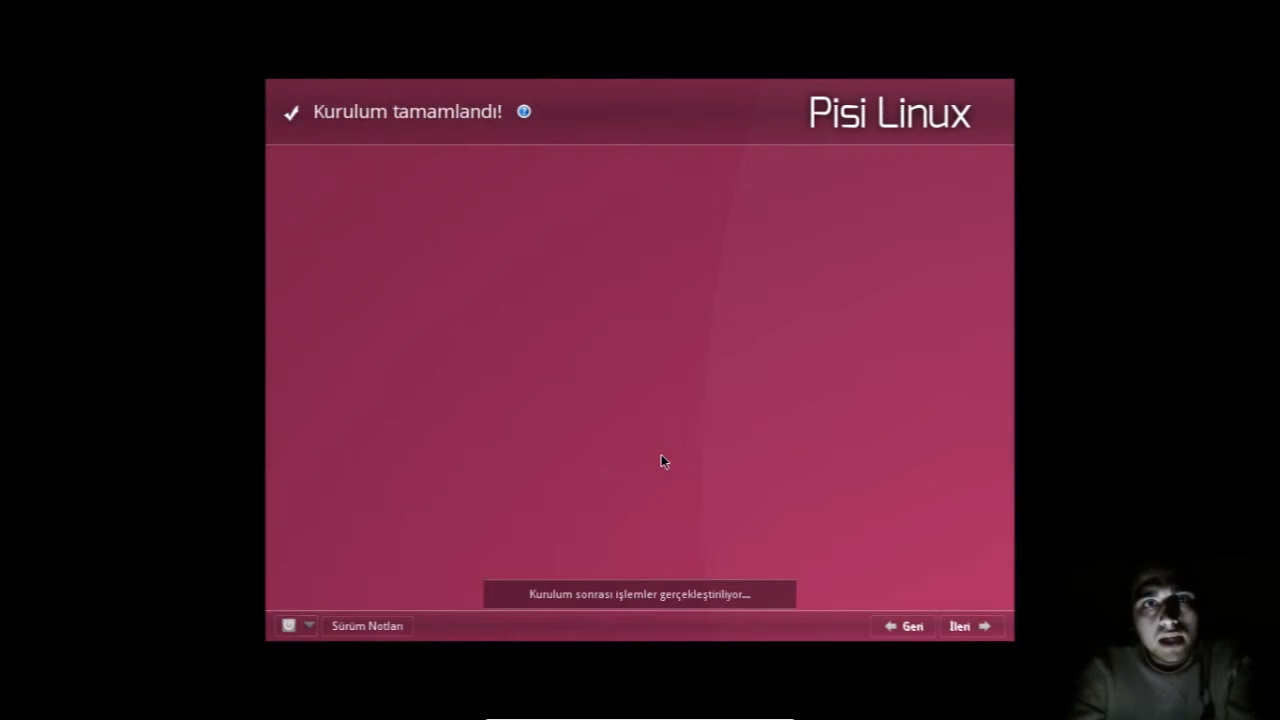 Kurulum tamamlandı!
Pisi Linux
Kurulum sonrası işlemler gerçekleştiriliyor...
Sürüm Notları
Geri
İleri